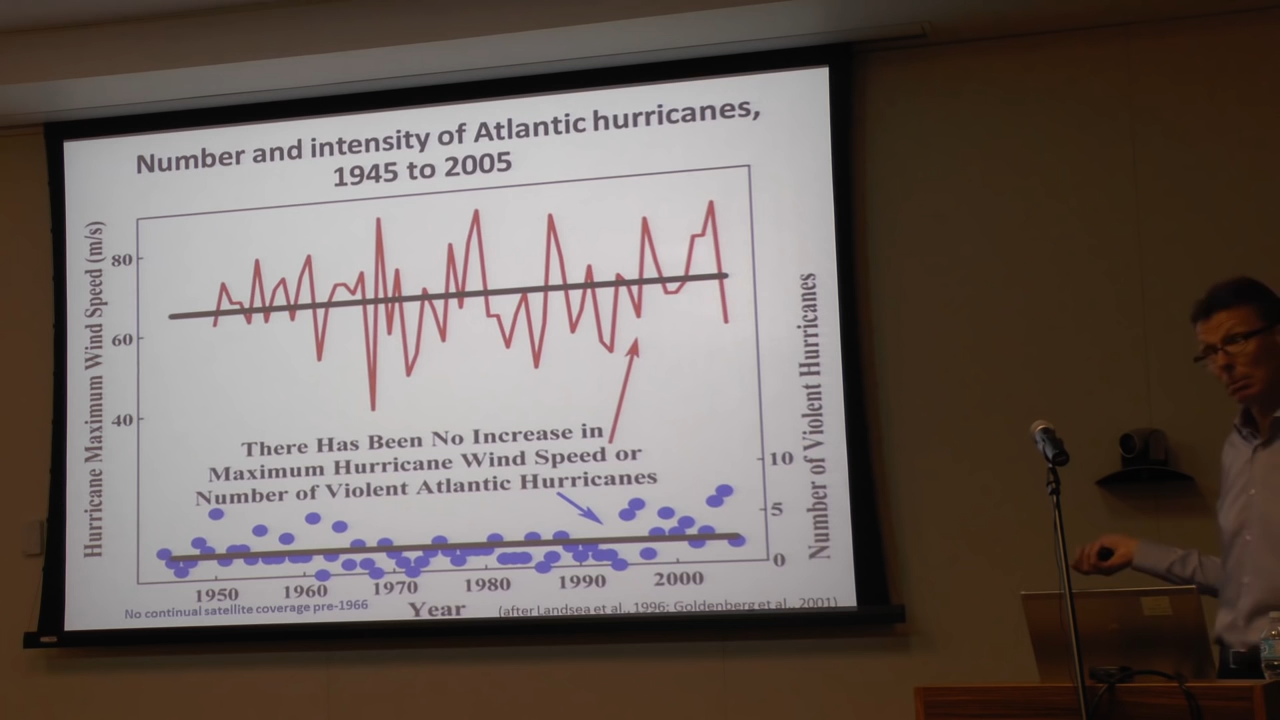 Number and intensity of Atlantic hurricanes,
1945 to 2005
Hurricane Maximum Wind Speed (m/s)
80
60
40
There Has Been No Increase in
Maximum Hurricane Wind Speed or
Number of Violent Atlantic Hurricanes
10
5
0
Number of Violent Hurricanes
1950 1960 1970 1980 1990 2000
Year
No continual satellite coverage pre-1966
(after Landsea et al., 1996; Goldenberg et al., 2001)